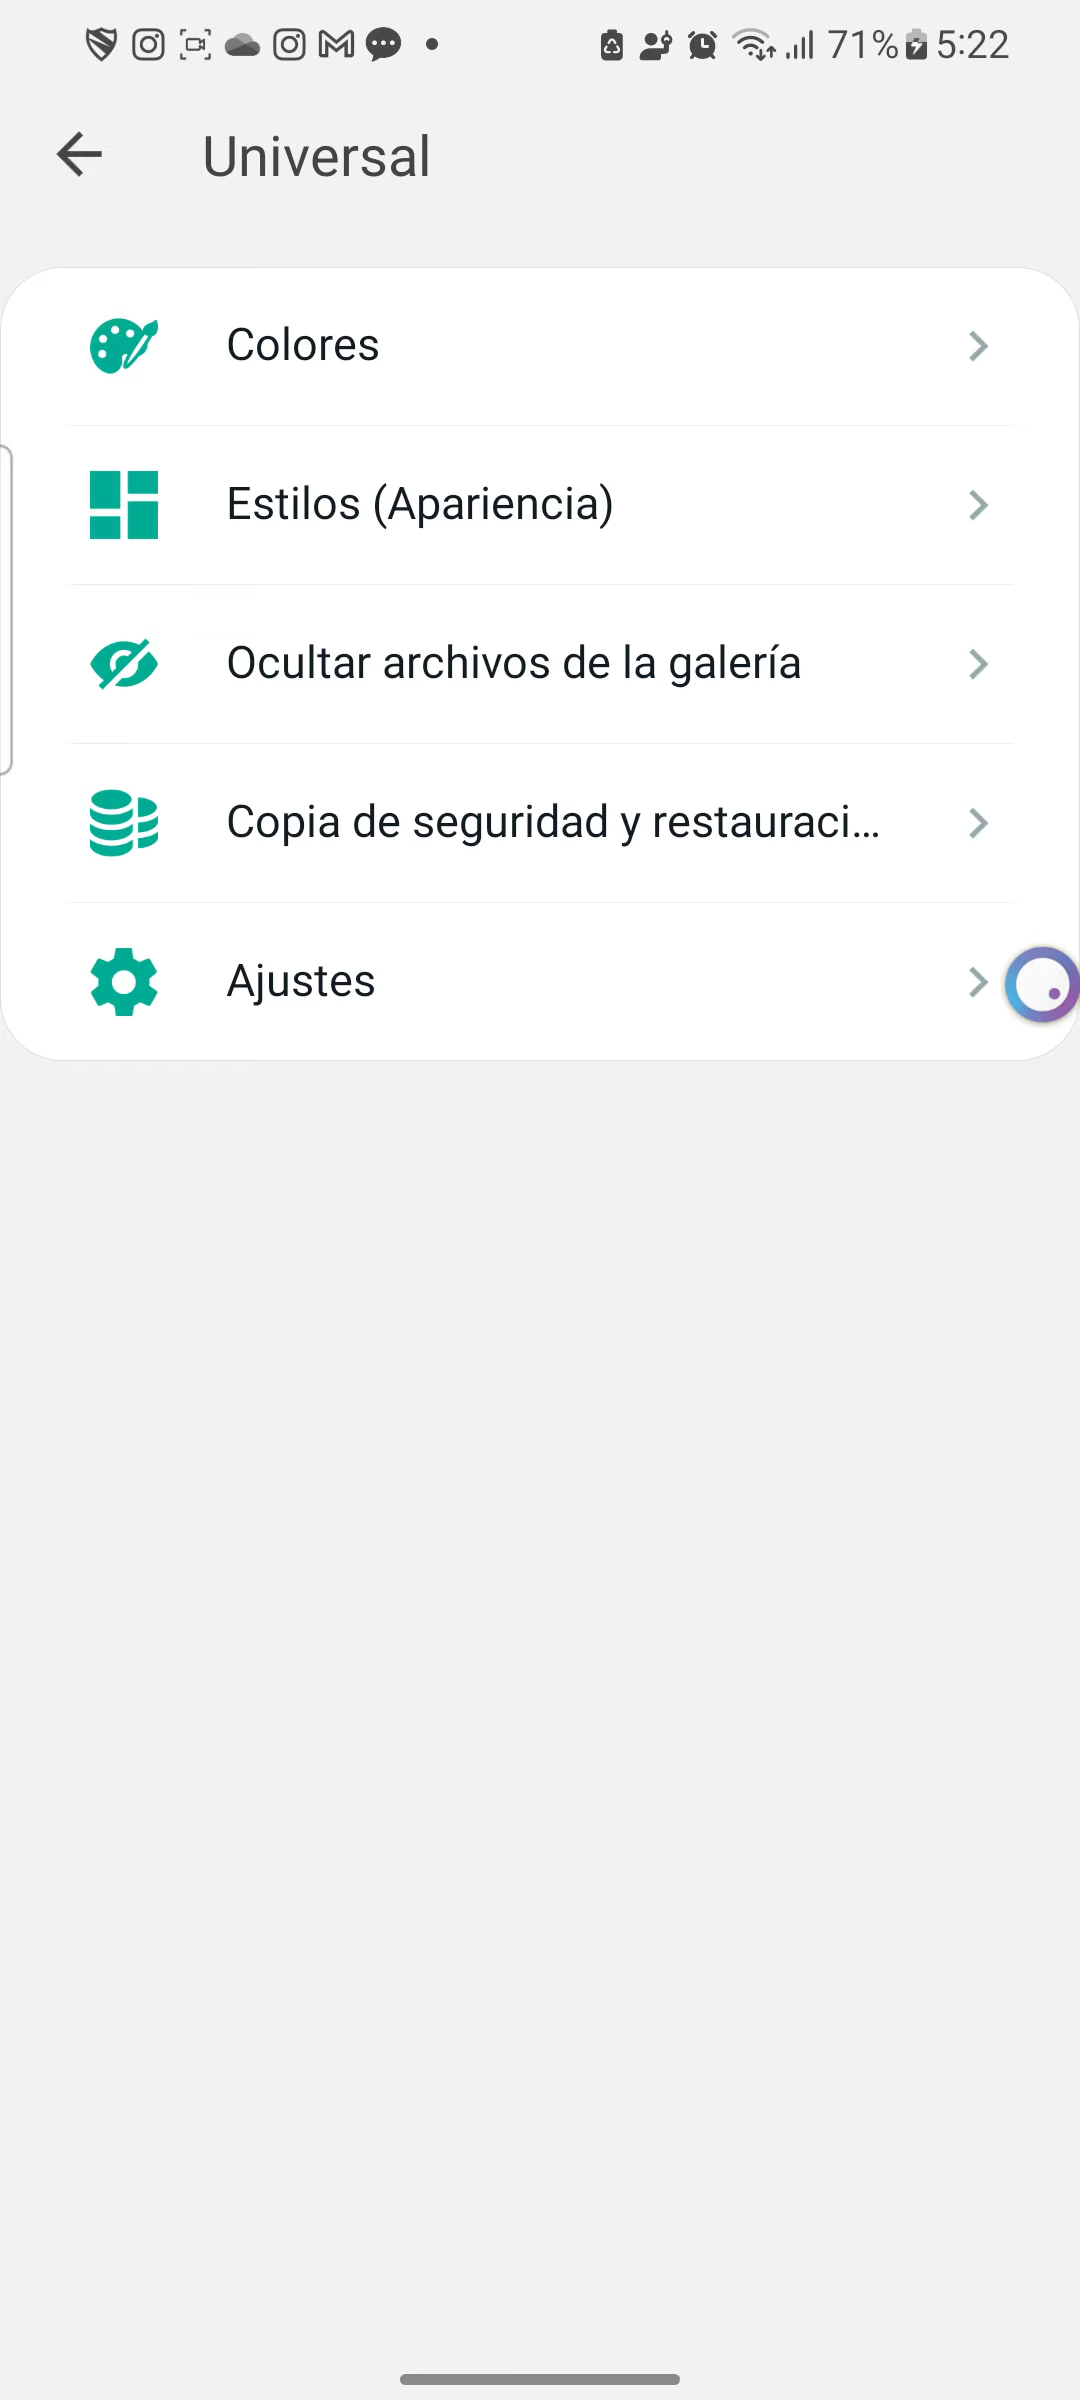 71% 5:22
Universal
Colores
Estilos (Apariencia)
Ocultar archivos de la galería
Copia de seguridad y restauraci...
Ajustes